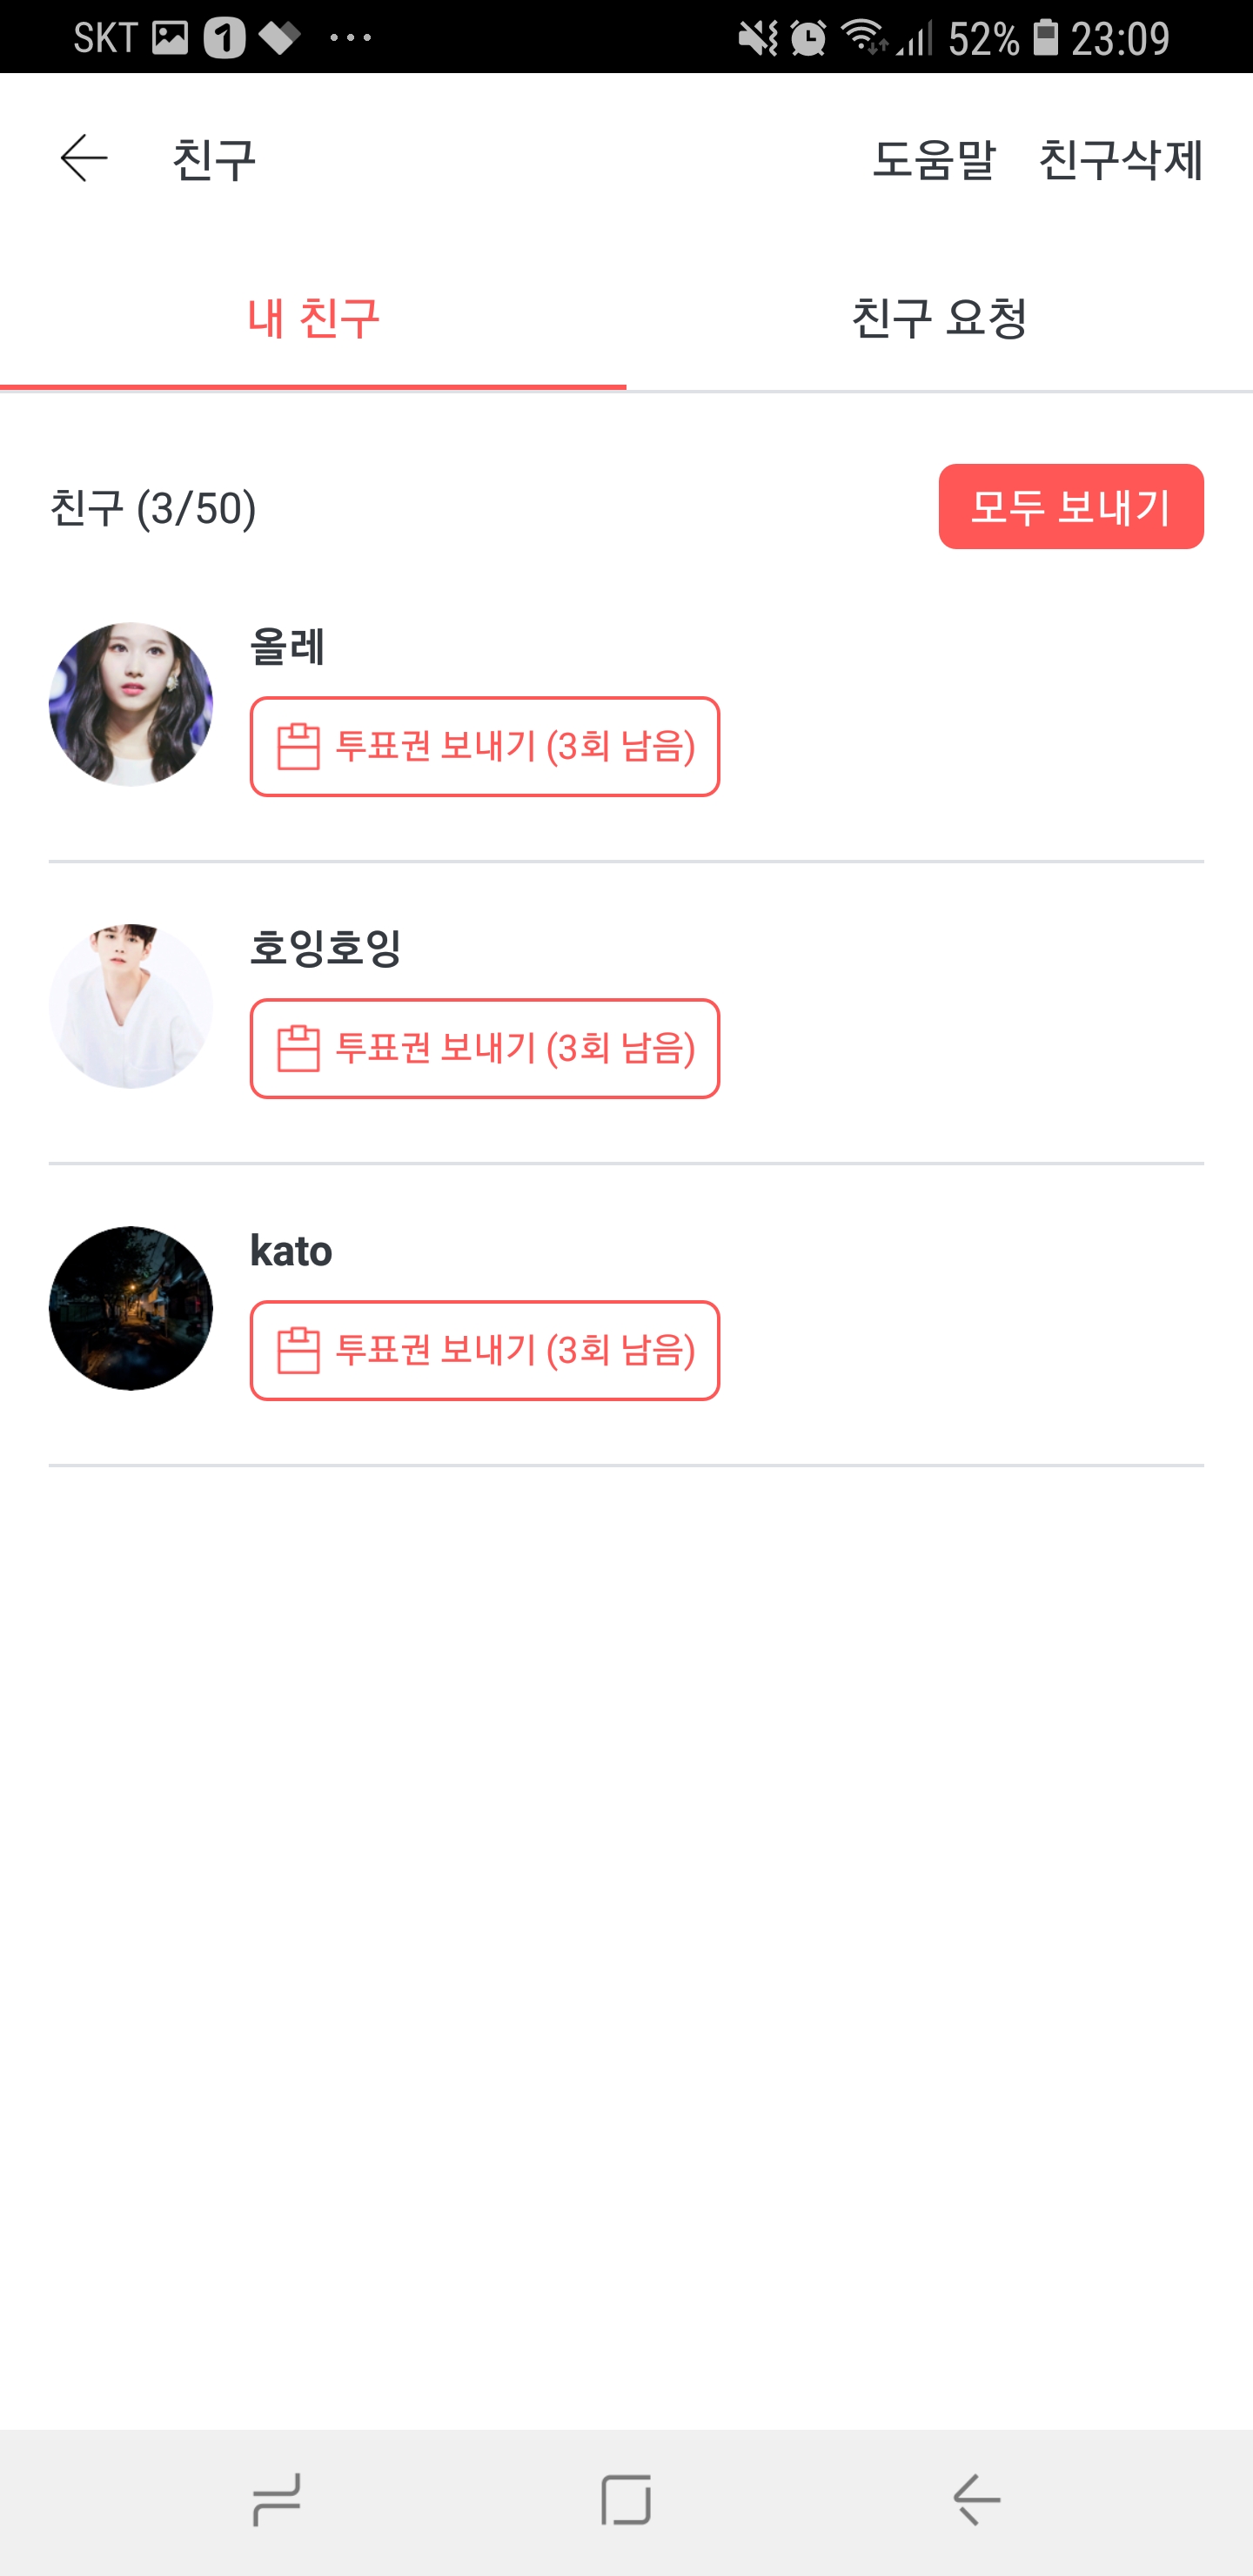 SKT 1 52% 23:09
친구 도움말 친구삭제
내 친구 친구 요청
친구 (3/50) 모두 보내기
올레
투표권 보내기 (3회 남음)
호잉호잉
투표권 보내기 (3회 남음)
kato
투표권 보내기 (3회 남음)